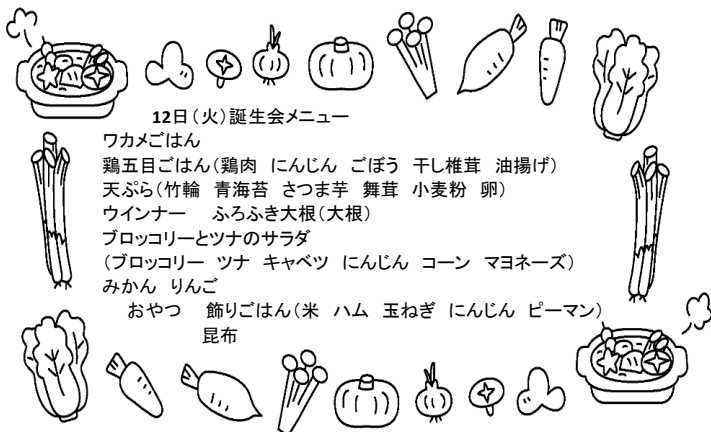 12日(火)誕生会メニュー
ワカメごはん
鶏五目ごはん(鶏肉 にんじん ごぼう 干し椎茸 油揚げ)
天ぷら(竹輪 青海苔 さつま芋 舞茸 小麦粉 卵)
ウインナー ふろふき大根(大根)
ブロッコリーとツナのサラダ
(ブロッコリー ツナ キャベツ にんじん コーン マヨネーズ)
みかん りんご
おやつ 飾りごはん(米 ハム 玉ねぎ にんじん ピーマン)
昆布